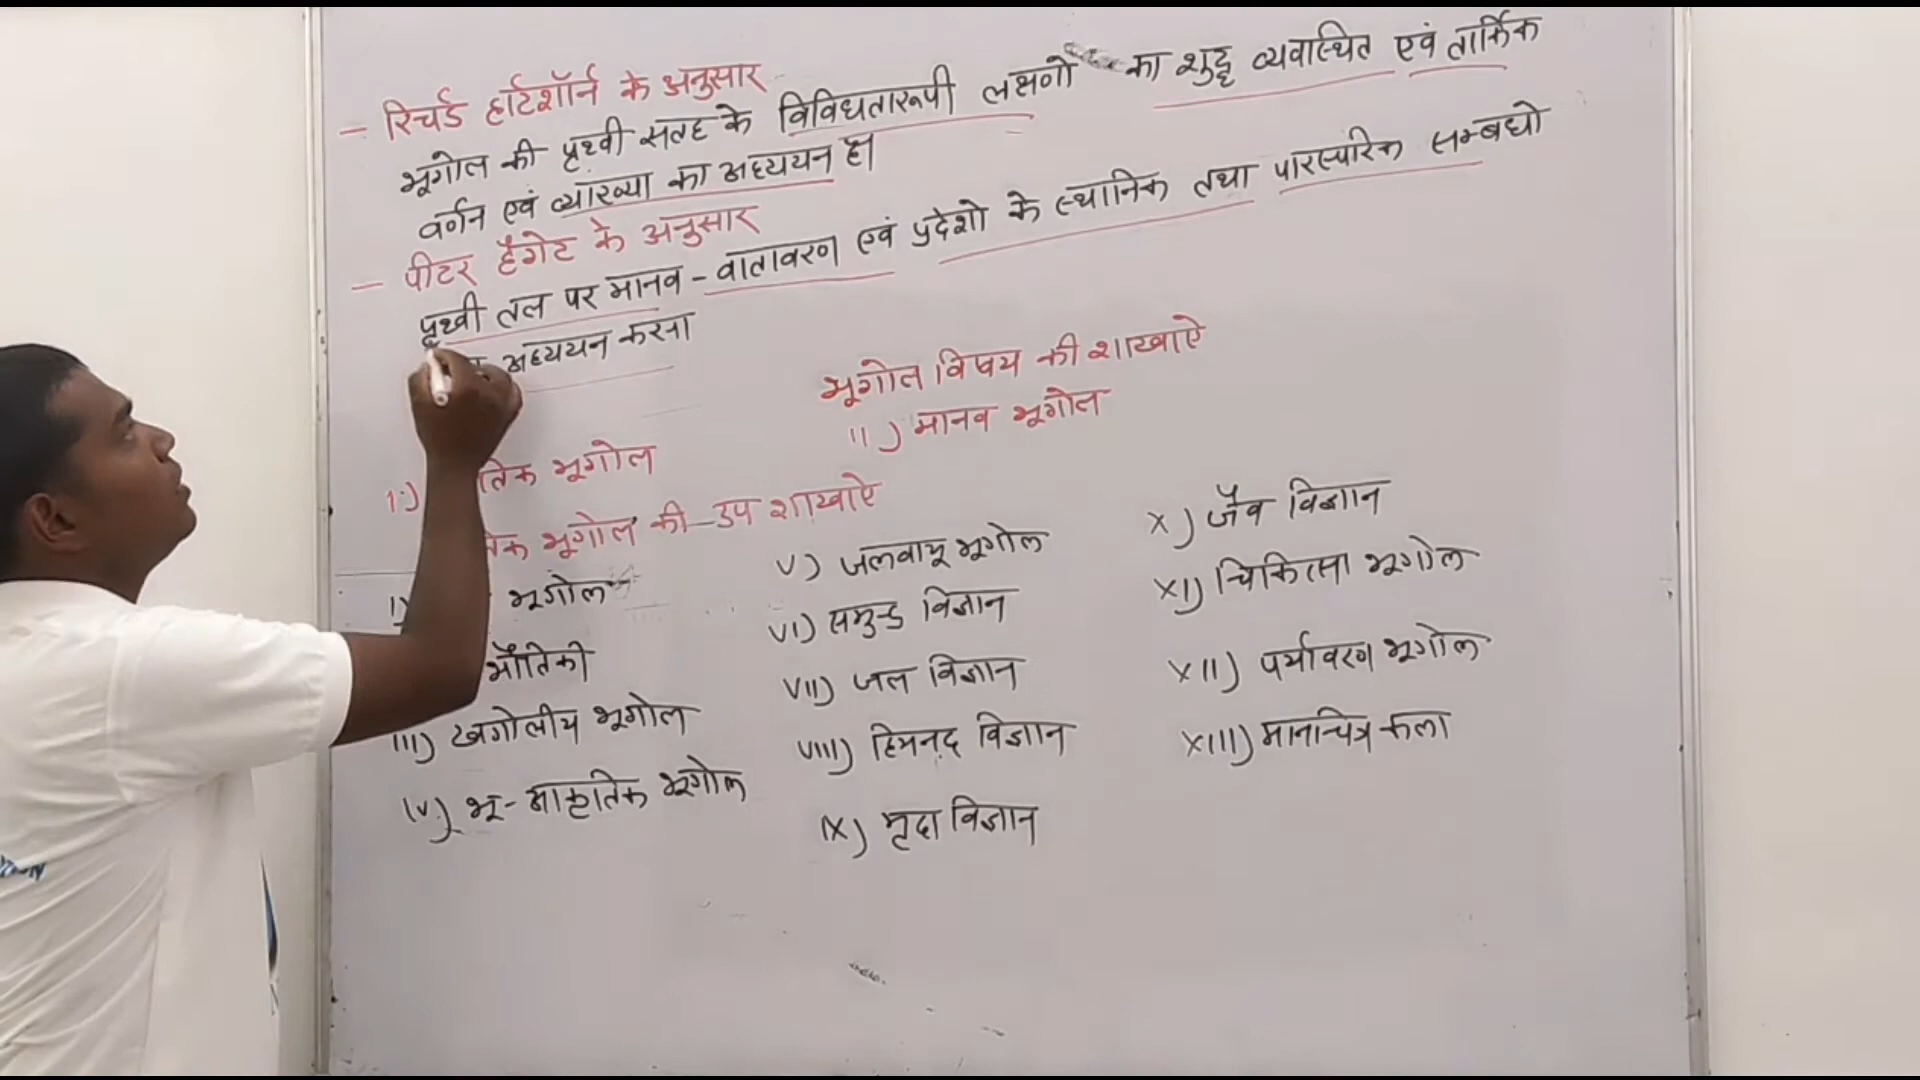 - रिचर्ड हार्टशॉर्न के अनुसार
भूगोल की पृथ्वी सतह के विविधतारूपी लक्षणो का शुद्ध व्यवास्थित एवं तार्किक
वर्णन एवं व्याख्या का अध्ययन है।
- पीटर हैगेट के अनुसार
पृथ्वी तल पर मानव - वातावरण एवं प्रदेशो के स्थानिक तथा पारस्परिक सम्बधो
अध्ययन करना
भूगोल विषय की शाखाऐ
I.) तिक भूगोल
II) मानव भूगोल
तिक भूगोल की उप शाखाऐ
I) भूगोल
भौतिकी
III) खगोलीय भूगोल
IV) भू- आकृतिक भूगोल
V) जलवायू भूगोल
VI) समुन्द्र विज्ञान
VII) जल विज्ञान
VIII) हिमनद विज्ञान
IX) मृदा विज्ञान
X) जैव विज्ञान
XI) चिकित्सा भूगोल
XII) पर्यावरण भूगोल
XIII) मानचित्र कला